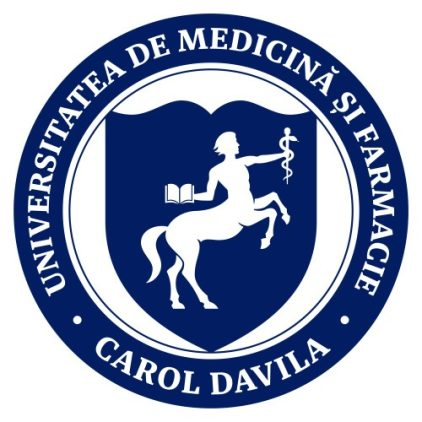 UNIVERSITATEA DE MEDICINĂ ȘI FARMACIE
• CAROL DAVILA •